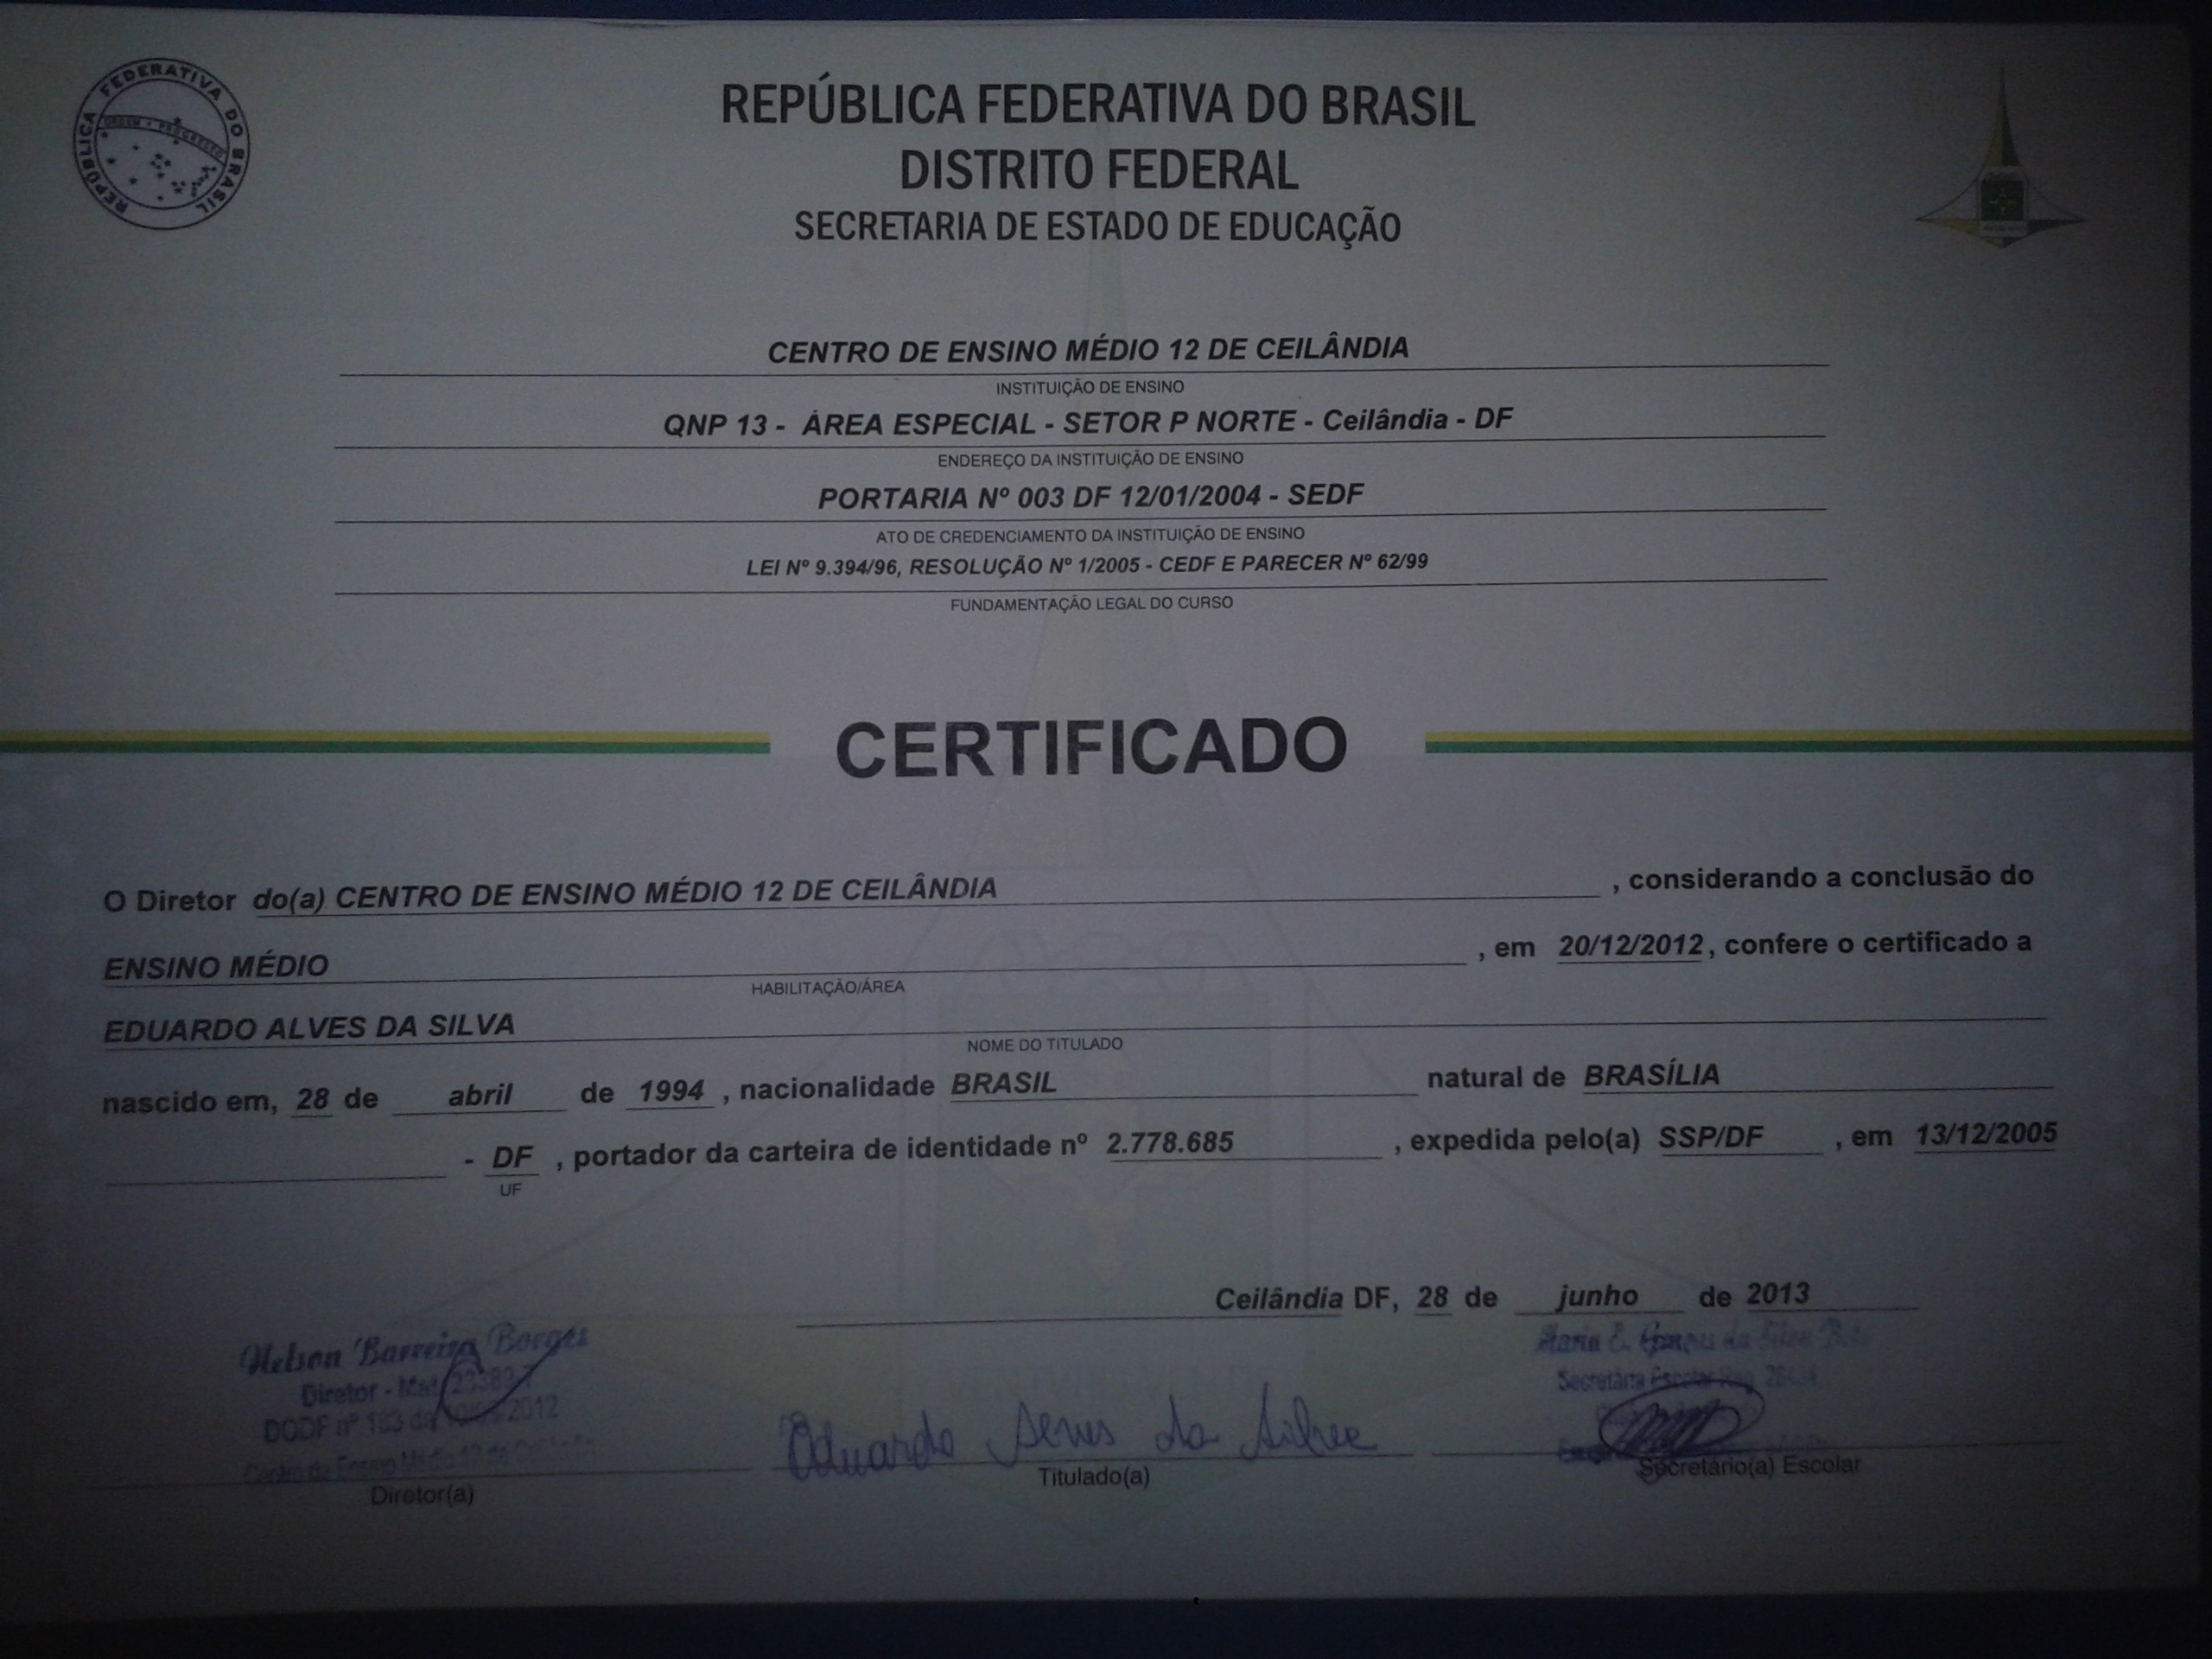 REPÚBLICA FEDERATIVA DO BRASIL
ORDEM E PROGRESSO
REPÚBLICA FEDERATIVA DO BRASIL
DISTRITO FEDERAL
SECRETARIA DE ESTADO DE EDUCAÇÃO
CENTRO DE ENSINO MÉDIO 12 DE CEILÂNDIA
INSTITUIÇÃO DE ENSINO
QNP 13 - ÁREA ESPECIAL - SETOR P NORTE - Ceilândia - DF
ENDEREÇO DA INSTITUIÇÃO DE ENSINO
PORTARIA Nº 003 DF 12/01/2004 - SEDF
ATO DE CREDENCIAMENTO DA INSTITUIÇÃO DE ENSINO
LEI Nº 9.394/96, RESOLUÇÃO Nº 1/2005 - CEDF E PARECER Nº 62/99
FUNDAMENTAÇÃO LEGAL DO CURSO
CERTIFICADO
O Diretor do(a) CENTRO DE ENSINO MÉDIO 12 DE CEILÂNDIA , considerando a conclusão do
ENSINO MÉDIO , em 20/12/2012, confere o certificado a
HABILITAÇÃO/ÁREA
EDUARDO ALVES DA SILVA
NOME DO TITULADO
nascido em, 28 de abril de 1994 , nacionalidade BRASIL natural de BRASÍLIA
- DF , portador da carteira de identidade nº 2.778.685 , expedida pelo(a) SSP/DF , em 13/12/2005
UF
Ceilândia DF, 28 de junho de 2013
Nelson Barreira Borges
Diretor - Mat.
DODF nº 183 de 2012
Centro de Ensino Médio 12 de
Diretor(a)
Eduardo Alves da Silva
Titulado(a)
Maria E. da Silva
Secretária Escolar Reg.
Secretário(a) Escolar